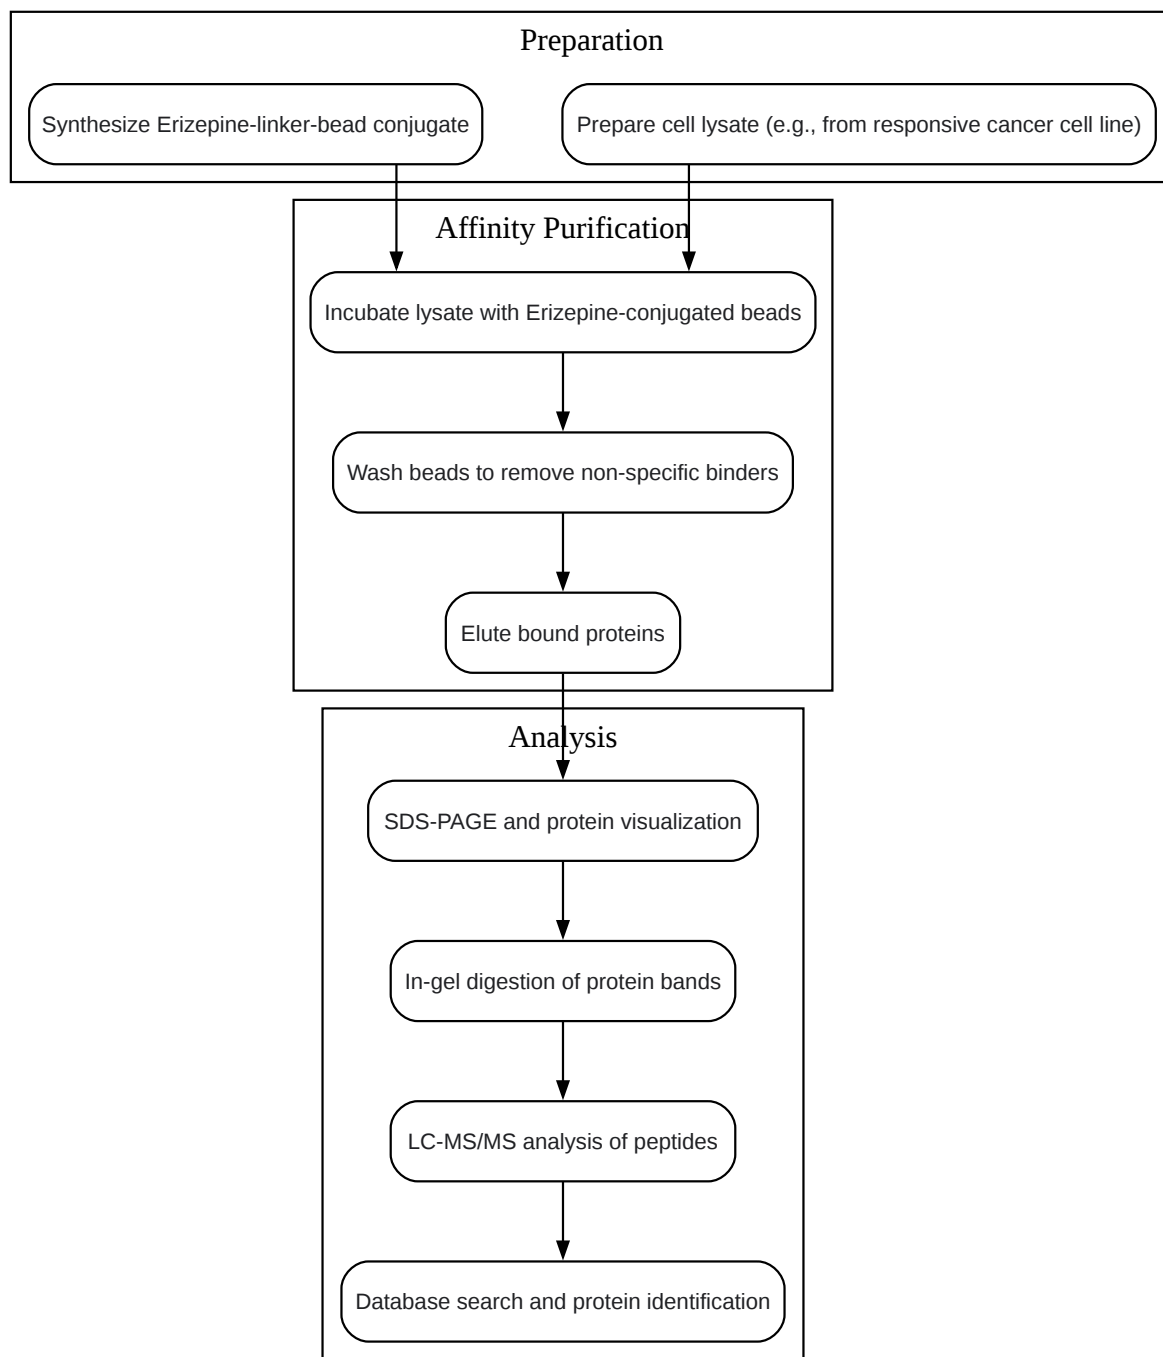 Preparation
Synthesize Erizepine-linker-bead conjugate
Prepare cell lysate (e.g., from responsive cancer cell line)
Affinity Purification
Incubate lysate with Erizepine-conjugated beads
Wash beads to remove non-specific binders
Elute bound proteins
Analysis
SDS-PAGE and protein visualization
In-gel digestion of protein bands
LC-MS/MS analysis of peptides
Database search and protein identification